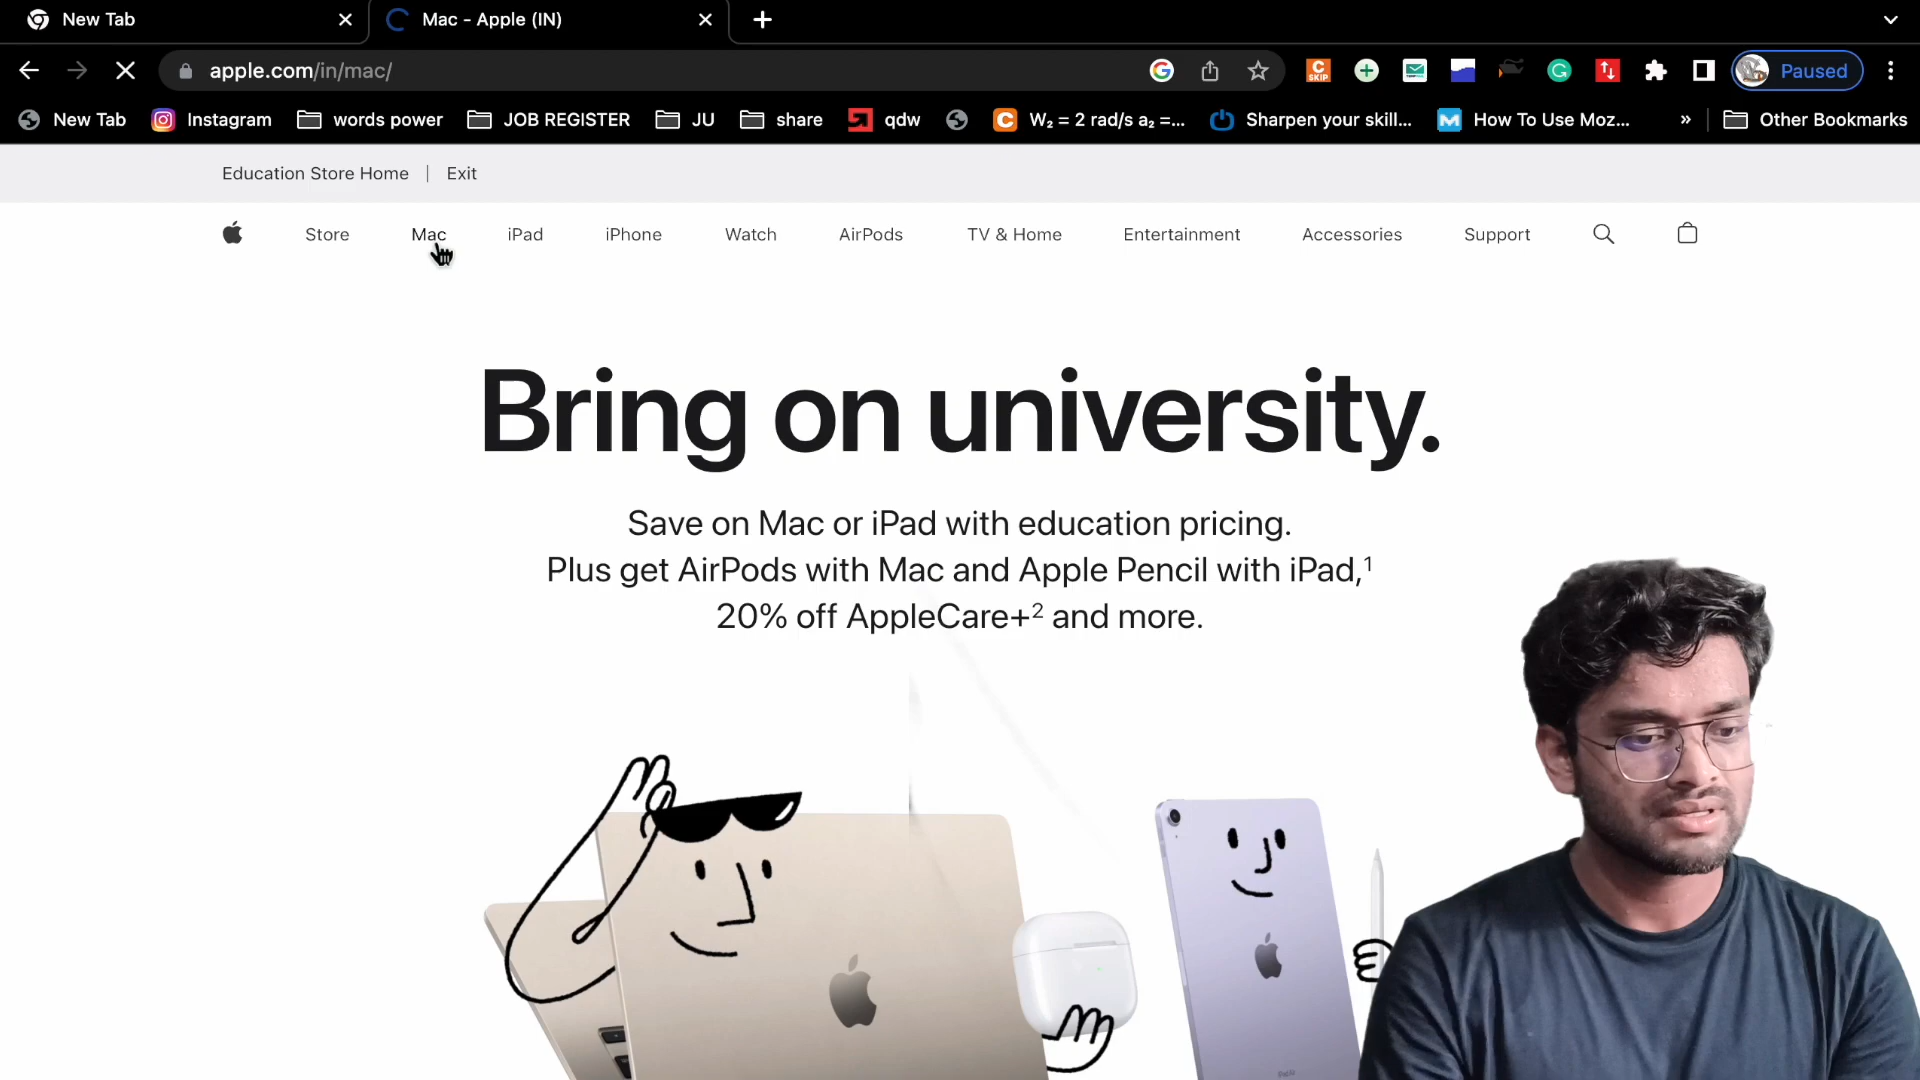 New Tab
Mac - Apple (IN)
apple.com/in/mac/
C SKIP
Paused
New Tab
Instagram
words power
JOB REGISTER
JU
share
qdw
W₂ = 2 rad/s a₂ =...
Sharpen your skill...
How To Use Moz...
»
Other Bookmarks
Education Store Home | Exit
Store
Mac
iPad
iPhone
Watch
AirPods
TV & Home
Entertainment
Accessories
Support
Bring on university.
Save on Mac or iPad with education pricing.
Plus get AirPods with Mac and Apple Pencil with iPad,¹
20% off AppleCare+² and more.